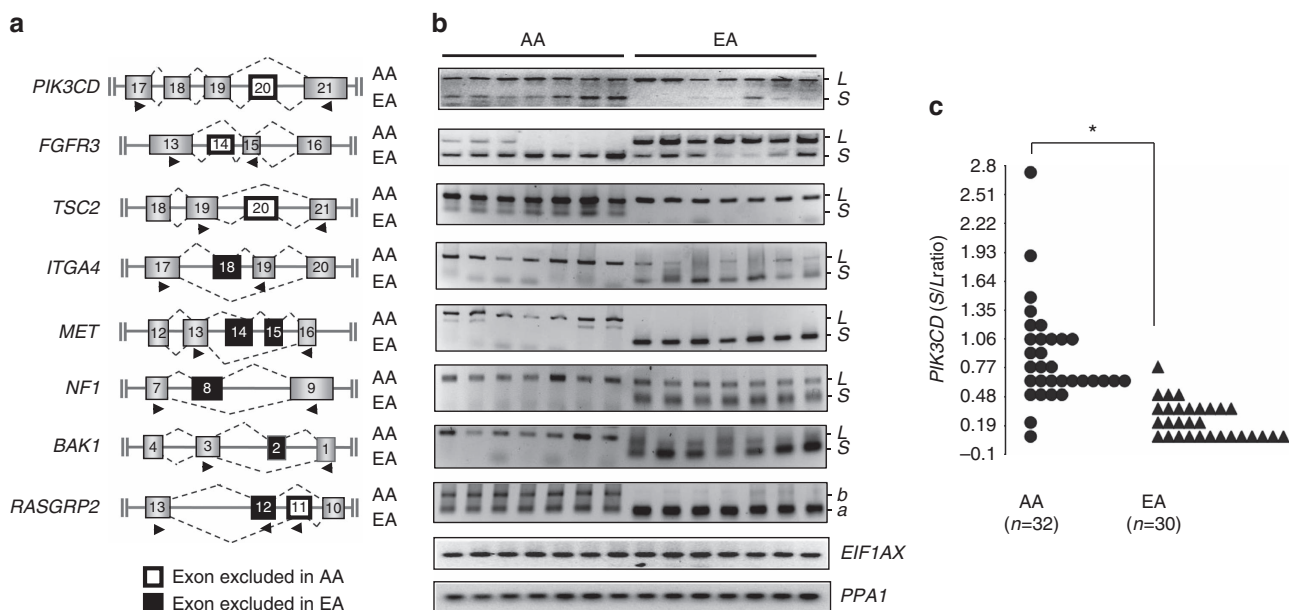 a
PIK3CD 17 18 19 20 21 AA EA
FGFR3 13 14 15 16 AA EA
TSC2 18 19 20 21 AA EA
ITGA4 17 18 19 20 AA EA
MET 12 13 14 15 16 AA EA
NF1 7 8 9 AA EA
BAK1 4 3 2 1 AA EA
RASGRP2 13 12 11 10 AA EA
Exon excluded in AA
Exon excluded in EA
b
AA EA
L
S
L
S
L
S
L
S
L
S
L
S
L
S
b
a
EIF1AX
PPA1
c
*
PIK3CD (S/Lratio)
2.8
2.51
2.22
1.93
1.64
1.35
1.06
0.77
0.48
0.19
–0.1
AA EA
(n=32) (n=30)